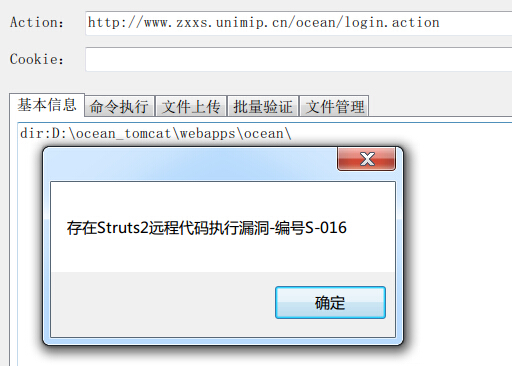 Action: http://www.zxxs.unimip.cn/ocean/login.action
Cookie:
基本信息 命令执行 文件上传 批量验证 文件管理
dir:D:\ocean_tomcat\webapps\ocean\
存在Struts2远程代码执行漏洞-编号S-016
确定